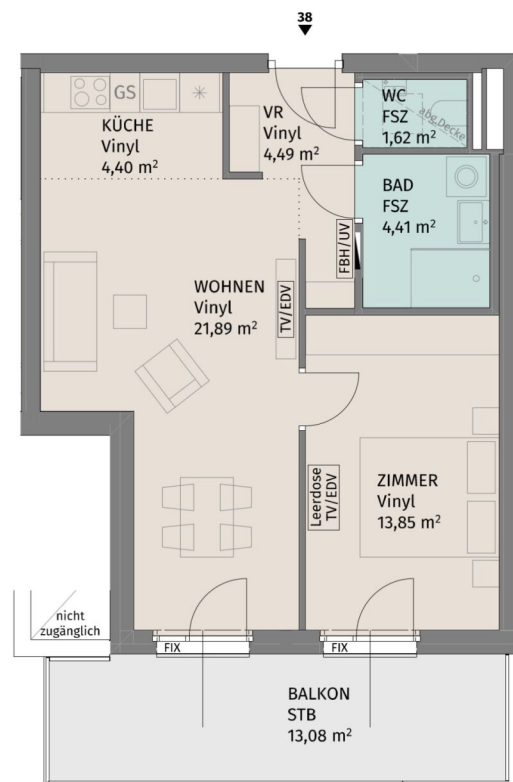 38
GS
KÜCHE
Vinyl
4,40 m²
VR
Vinyl
4,49 m²
WC
FSZ
1,62 m²
abg.Decke
BAD
FSZ
4,41 m²
FBH/UV
WOHNEN
Vinyl
21,89 m²
TV/EDV
Leerdose
TV/EDV
ZIMMER
Vinyl
13,85 m²
nicht
zugänglich
FIX
FIX
BALKON
STB
13,08 m²